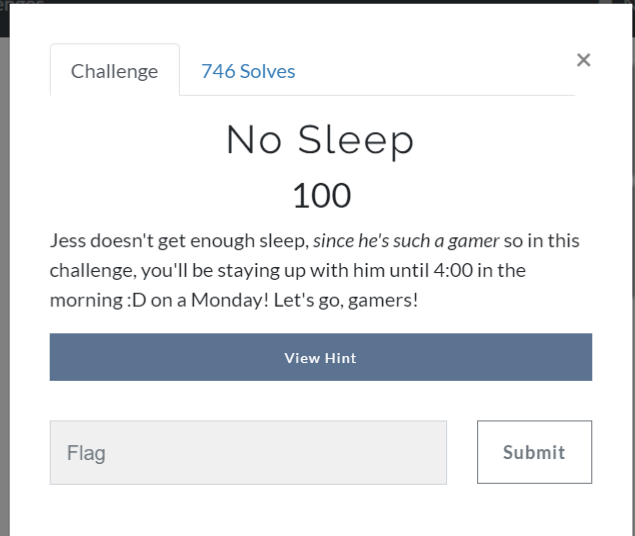 Challenge 746 Solves ×
No Sleep
100
Jess doesn't get enough sleep, since he's such a gamer so in this
challenge, you'll be staying up with him until 4:00 in the
morning :D on a Monday! Let's go, gamers!
View Hint
Flag Submit